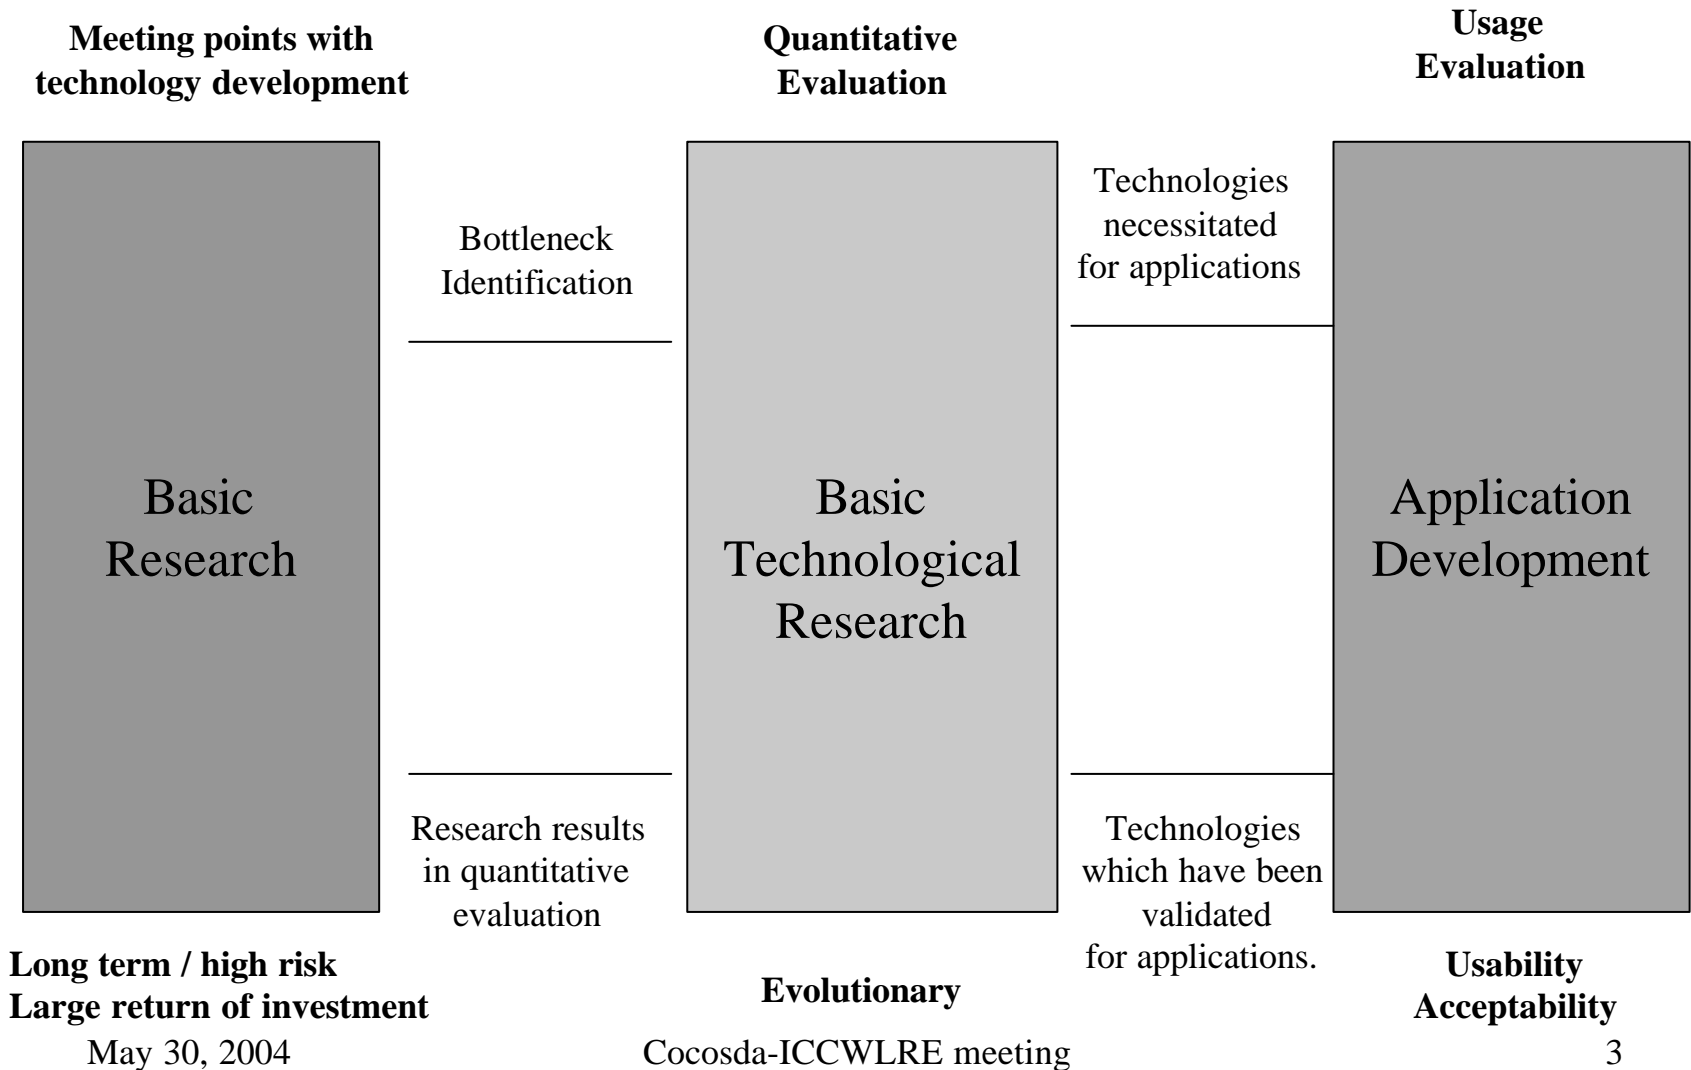 Meeting points with
technology development
Quantitative
Evaluation
Usage
Evaluation
Basic
Research
Bottleneck
Identification
Research results
in quantitative
evaluation
Basic
Technological
Research
Technologies
necessitated
for applications
Technologies
which have been
validated
for applications.
Application
Development
Long term / high risk
Large return of investment
Evolutionary
Usability
Acceptability
May 30, 2004
Cocosda-ICCWLRE meeting
3